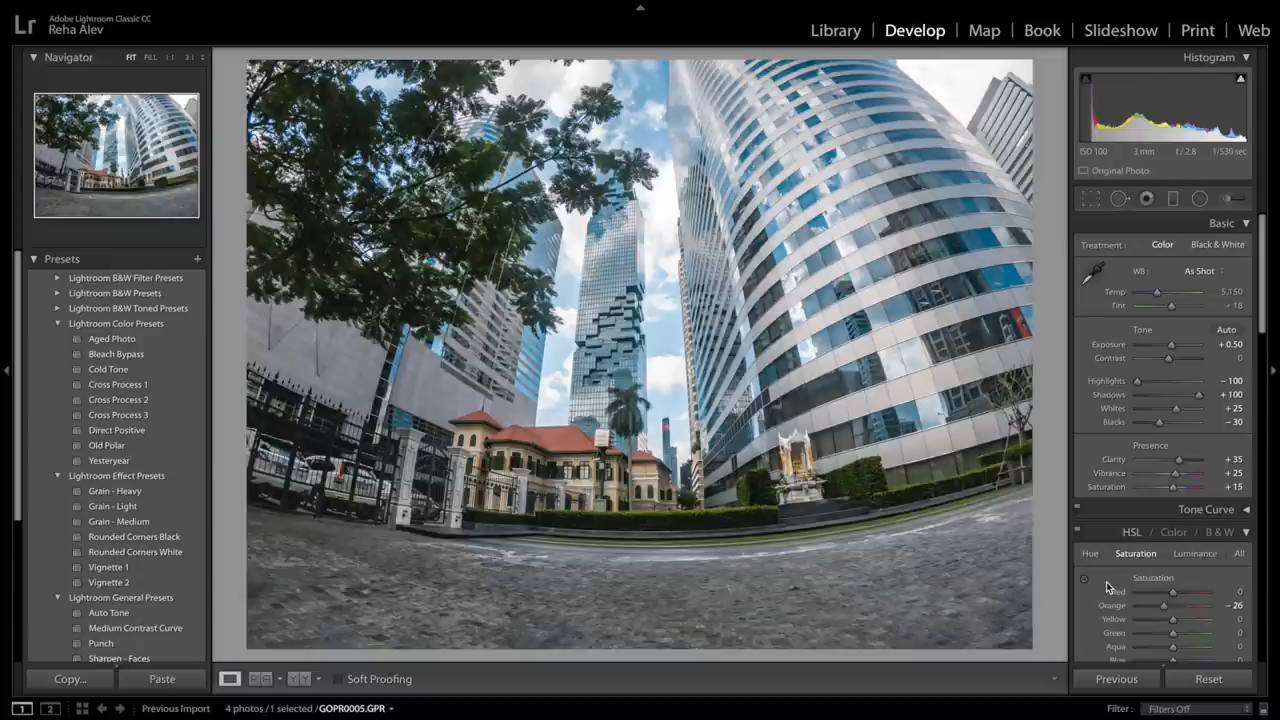 Lr
Adobe Lightroom Classic CC
Reha Alev
Library | Develop | Map | Book | Slideshow | Print | Web
Navigator FIT FILL 1:1 3:1
Presets +
Lightroom B&W Filter Presets
Lightroom B&W Presets
Lightroom B&W Toned Presets
Lightroom Color Presets
Aged Photo
Bleach Bypass
Cold Tone
Cross Process 1
Cross Process 2
Cross Process 3
Direct Positive
Old Polar
Yesteryear
Lightroom Effect Presets
Grain - Heavy
Grain - Light
Grain - Medium
Rounded Corners Black
Rounded Corners White
Vignette 1
Vignette 2
Lightroom General Presets
Auto Tone
Medium Contrast Curve
Punch
Sharpen - Faces
Copy... Paste
Soft Proofing
Histogram
ISO 100 3 mm f / 2.8 1/530 sec
Original Photo
Basic
Treatment : Color Black & White
WB : As Shot
Temp 5,150
Tint + 18
Tone Auto
Exposure + 0.50
Contrast 0
Highlights – 100
Shadows + 100
Whites + 25
Blacks – 30
Presence
Clarity + 35
Vibrance + 25
Saturation + 15
Tone Curve
HSL / Color / B & W
Hue Saturation Luminance All
Saturation
Red 0
Orange – 26
Yellow 0
Green 0
Aqua 0
Blue 0
Previous Reset
1 2 Previous Import 4 photos /1 selected /GOPR0005.GPR Filter : Filters Off